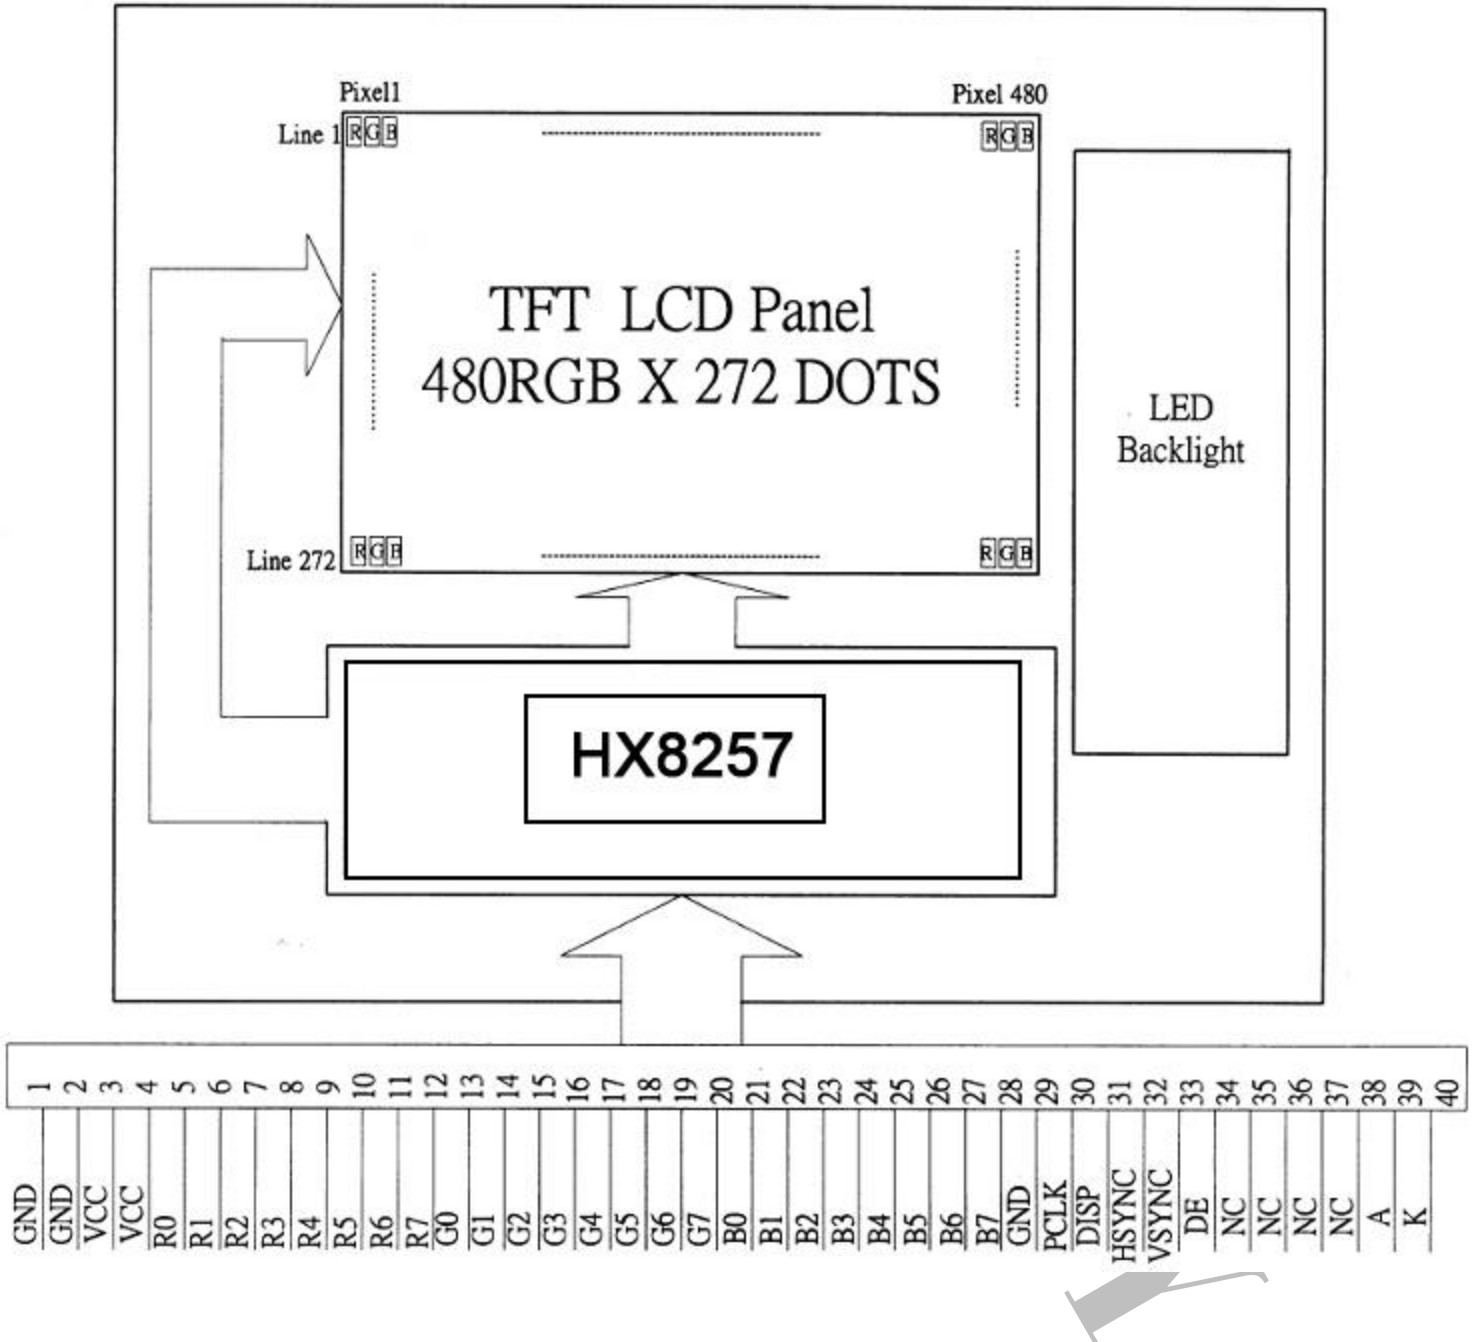 Pixel1 Pixel 480
Line 1 R G B R G B
TFT LCD Panel
480RGB X 272 DOTS
LED
Backlight
Line 272 R G B R G B
HX8257
1 2 3 4 5 6 7 8 9 10 11 12 13 14 15 16 17 18 19 20 21 22 23 24 25 26 27 28 29 30 31 32 33 34 35 36 37 38 39 40
GND GND VCC VCC R0 R1 R2 R3 R4 R5 R6 R7 G0 G1 G2 G3 G4 G5 G6 G7 B0 B1 B2 B3 B4 B5 B6 B7 GND PCLK DISP HSYNC VSYNC DE NC NC NC NC A K